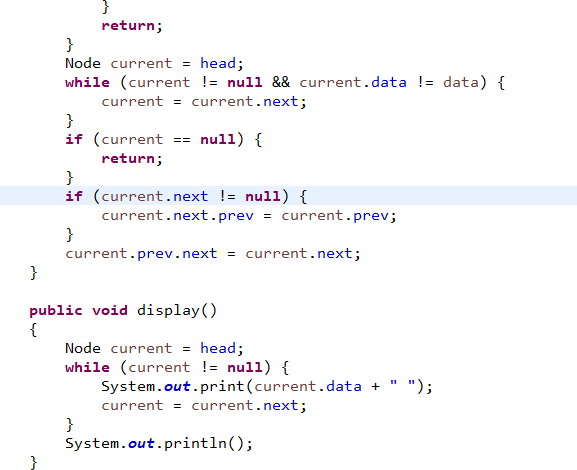 }
        return;
    }
    Node current = head;
    while (current != null && current.data != data) {
        current = current.next;
    }
    if (current == null) {
        return;
    }
    if (current.next != null) {
        current.next.prev = current.prev;
    }
    current.prev.next = current.next;
}

public void display()
{
    Node current = head;
    while (current != null) {
        System.out.print(current.data + " ");
        current = current.next;
    }
    System.out.println();
}